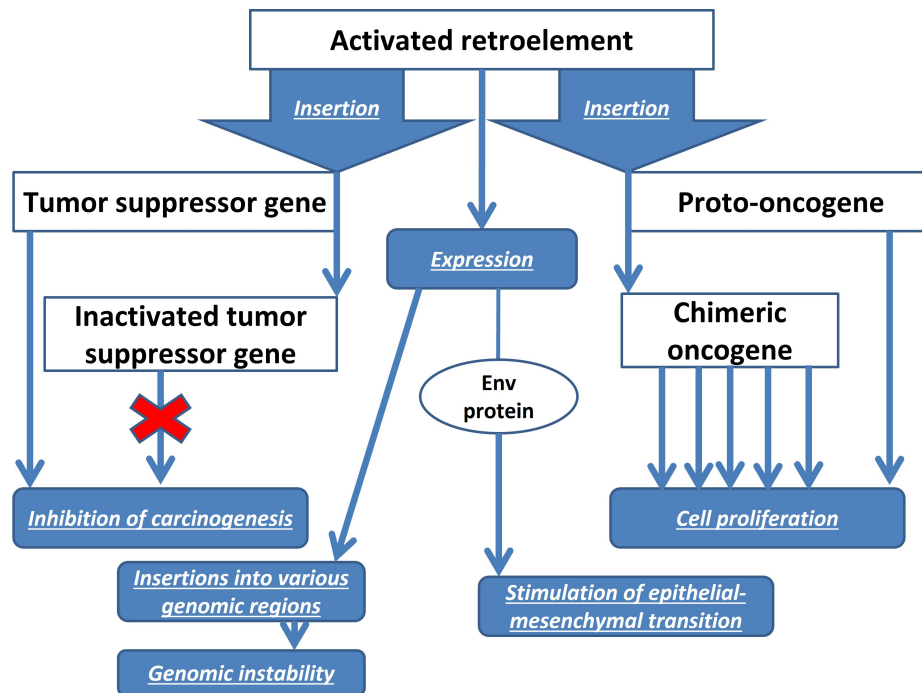 Activated retroelement
Insertion
Insertion
Tumor suppressor gene
Proto-oncogene
Expression
Inactivated tumor
suppressor gene
Chimeric
oncogene
Env
protein
Inhibition of carcinogenesis
Cell proliferation
Insertions into various
genomic regions
Stimulation of epithelial-
mesenchymal transition
Genomic instability